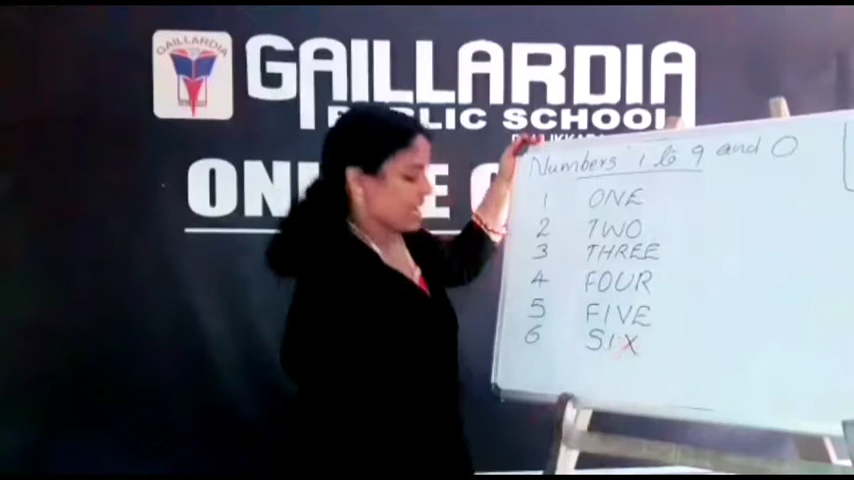 GAILLARDIA
GAILLARDIA
PUBLIC SCHOOL
Numbers 1 to 9 and 0
1 ONE
2 TWO
3 THREE
4 FOUR
5 FIVE
6 SIX